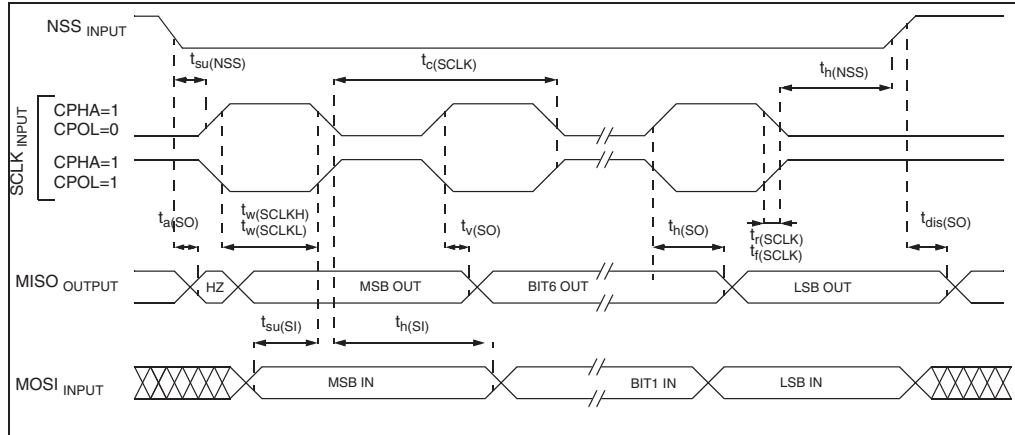 NSS INPUT
tsu(NSS)
tc(SCLK)
th(NSS)
SCLK INPUT
CPHA=1
CPOL=0
CPHA=1
CPOL=1
ta(SO)
tw(SCLKH)
tw(SCLKL)
tv(SO)
th(SO)
tr(SCLK)
tf(SCLK)
tdis(SO)
MISO OUTPUT
HZ
MSB OUT
BIT6 OUT
LSB OUT
tsu(SI)
th(SI)
MOSI INPUT
MSB IN
BIT1 IN
LSB IN